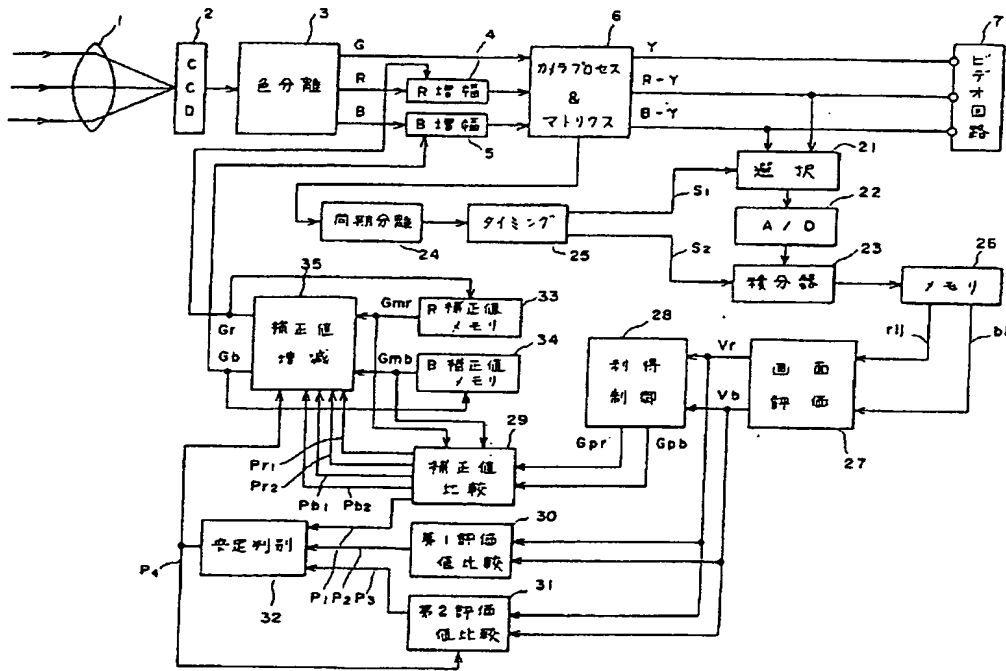 1
2
3
4
5
6
7
C
C
D
色分離
G
R
B
R増幅
B増幅
カメラプロセス
&
マトリクス
Y
R-Y
B-Y
ビデオ回路
21
選択
S1
22
A/D
同期分離
24
タイミング
25
S2
23
積分器
26
メモリ
35
Gr
Gb
補正値
増減
Gmr
Gmb
R補正値
メモリ
33
B補正値
メモリ
34
28
利得
制御
Vr
Vb
画面
評価
27
Gpr
Gpb
29
補正値
比較
Pr1
Pr2
Pb1
Pb2
安定判別
32
P4
P1
P2
P3
30
第1評価
値比較
31
第2評価
値比較